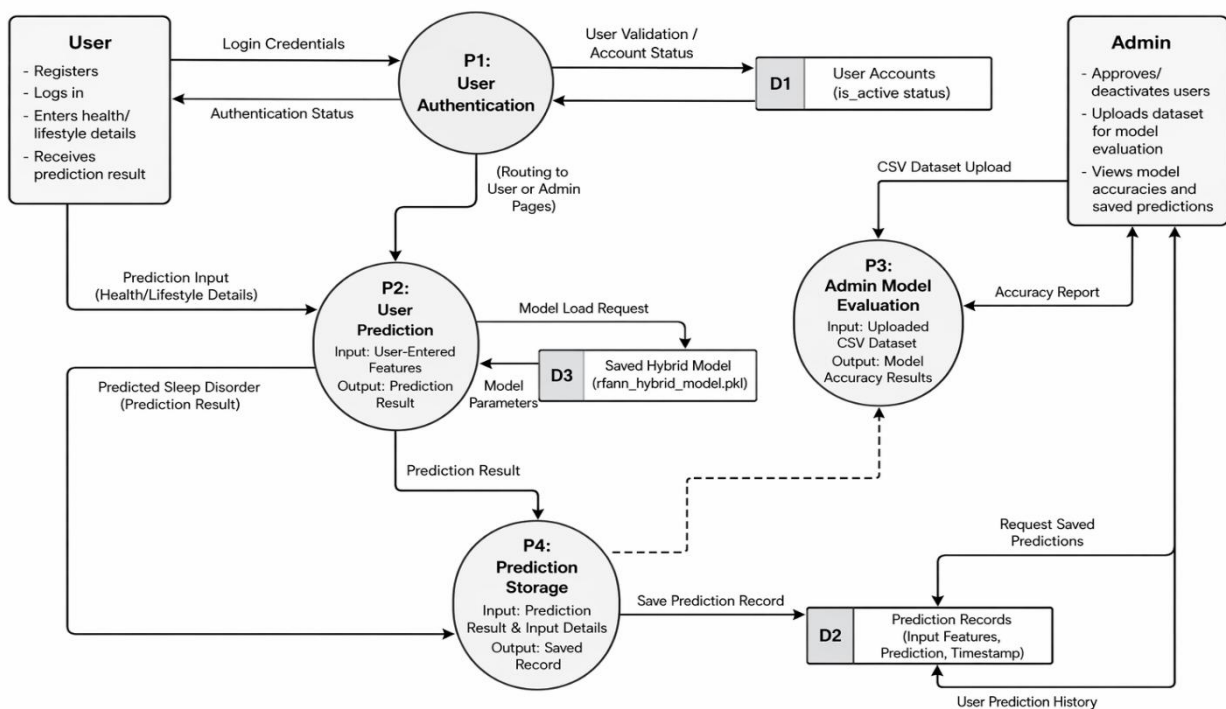 User
- Registers
- Logs in
- Enters health/
lifestyle details
- Receives
prediction result
Login Credentials
Authentication Status
P1:
User
Authentication
User Validation /
Account Status
D1
User Accounts
(is_active status)
Admin
- Approves/
deactivates users
- Uploads dataset
for model
evaluation
- Views model
accuracies and
saved predictions
(Routing to
User or Admin
Pages)
CSV Dataset Upload
Prediction Input
(Health/Lifestyle Details)
P2:
User
Prediction
Input: User-Entered
Features
Output: Prediction
Result
Model Load Request
D3
Saved Hybrid Model
(rfann_hybrid_model.pkl)
Model
Parameters
P3:
Admin Model
Evaluation
Input: Uploaded
CSV Dataset
Output: Model
Accuracy Results
Accuracy Report
Predicted Sleep Disorder
(Prediction Result)
Prediction Result
P4:
Prediction
Storage
Input: Prediction
Result & Input Details
Output: Saved
Record
Save Prediction Record
Request Saved
Predictions
D2
Prediction Records
(Input Features,
Prediction, Timestamp)
User Prediction History